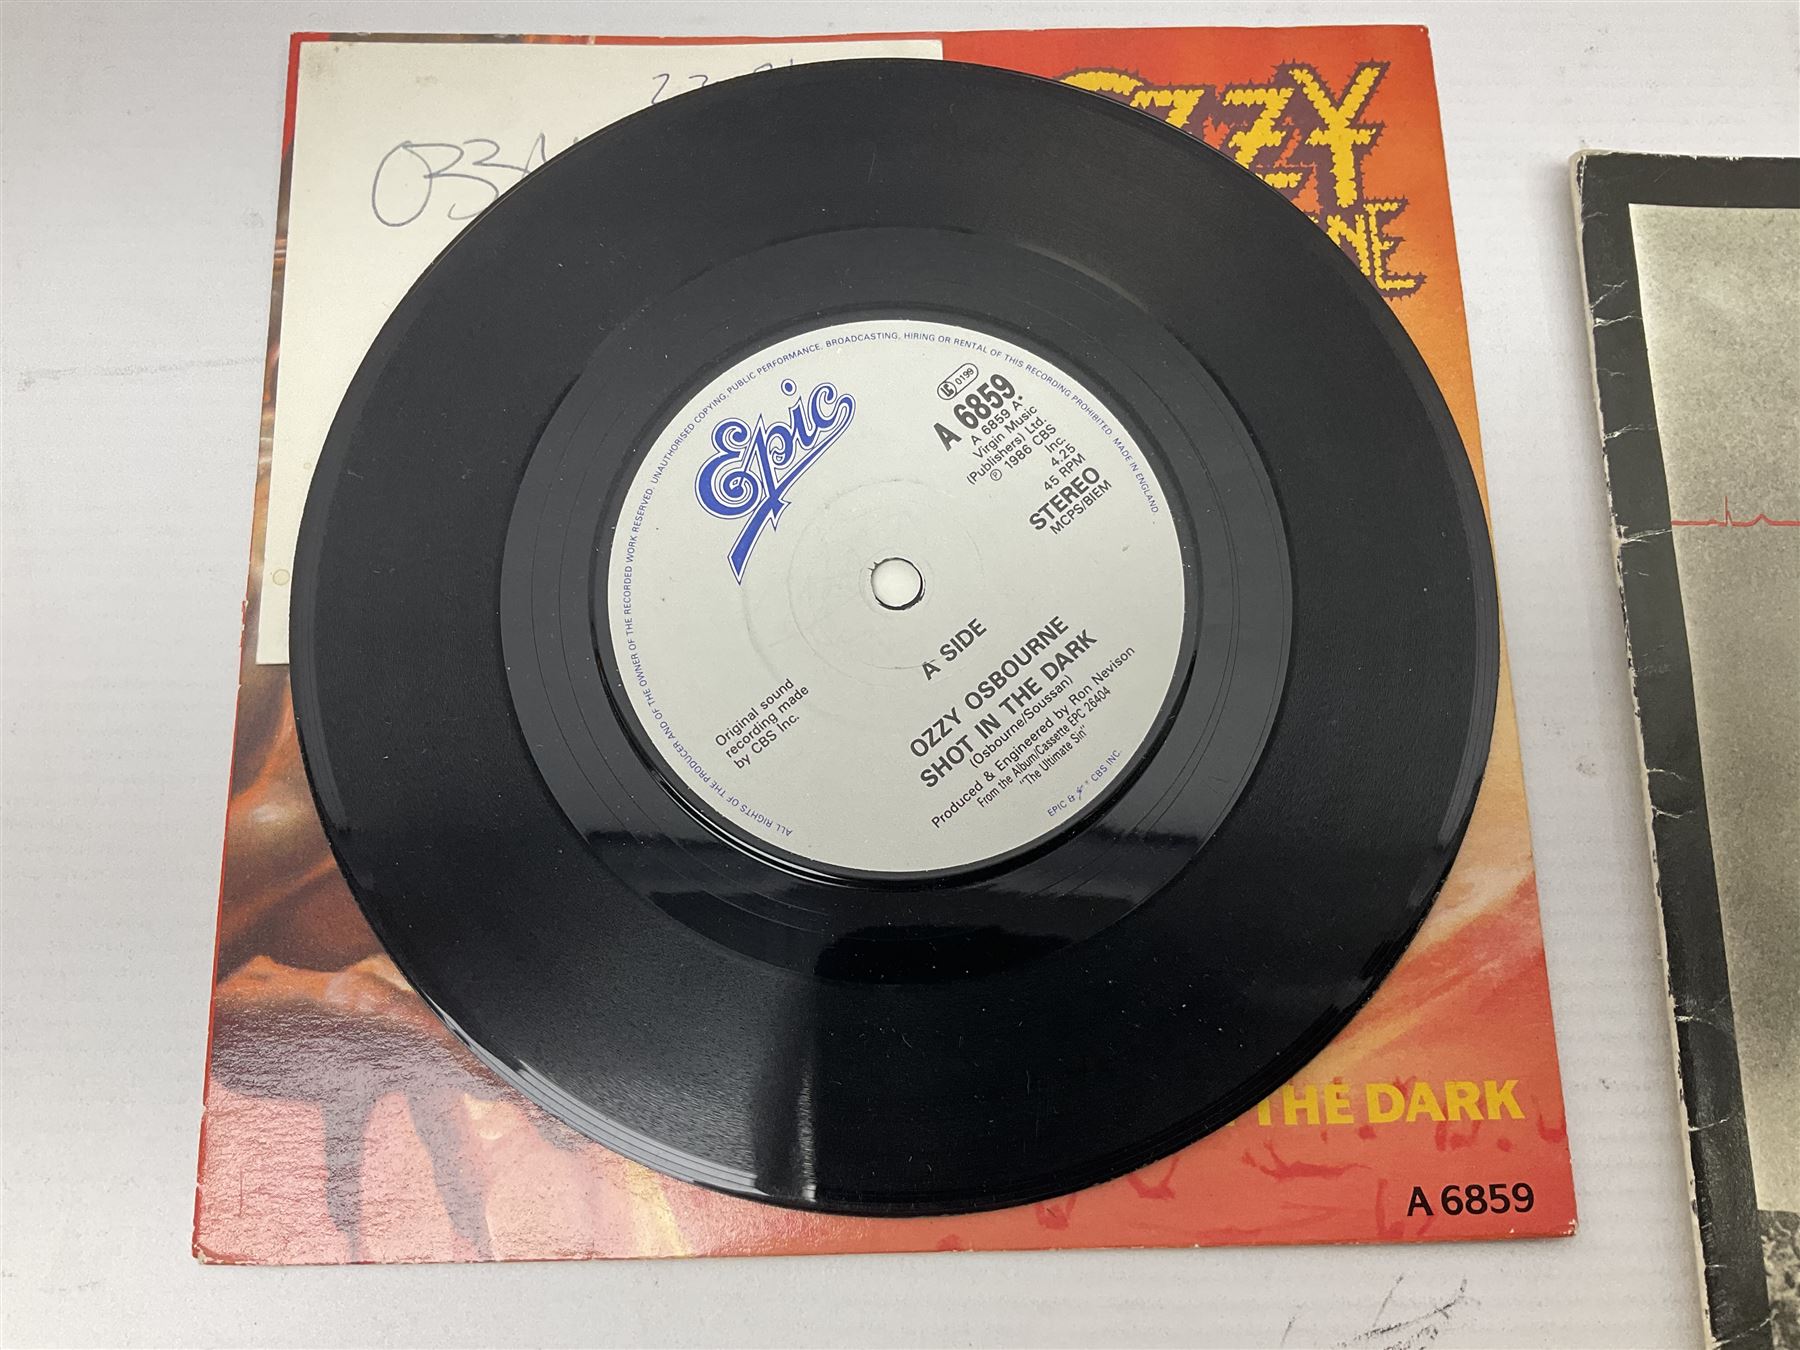 OZZY
ALL RIGHTS OF THE PRODUCER AND OF THE OWNER OF THE RECORDED WORK RESERVED. UNAUTHORISED COPYING, PUBLIC PERFORMANCE, BROADCASTING, HIRING OR RENTAL OF THIS RECORDING PROHIBITED. MADE IN ENGLAND.
Epic
LC 0199
A 6859
A 6859 A*
Virgin Music
(Publishers) Ltd.
℗ 1986 CBS
Inc.
4.25
45 RPM
STEREO
MCPS/BIEM
A SIDE
Original sound
recording made
by CBS Inc.
OZZY OSBOURNE
SHOT IN THE DARK
(Osbourne/Soussan)
Produced & Engineered by Ron Nevison
From the Album/Cassette EPC 26404
"The Ultimate Sin"
EPIC & ® CBS INC.
THE DARK
A 6859